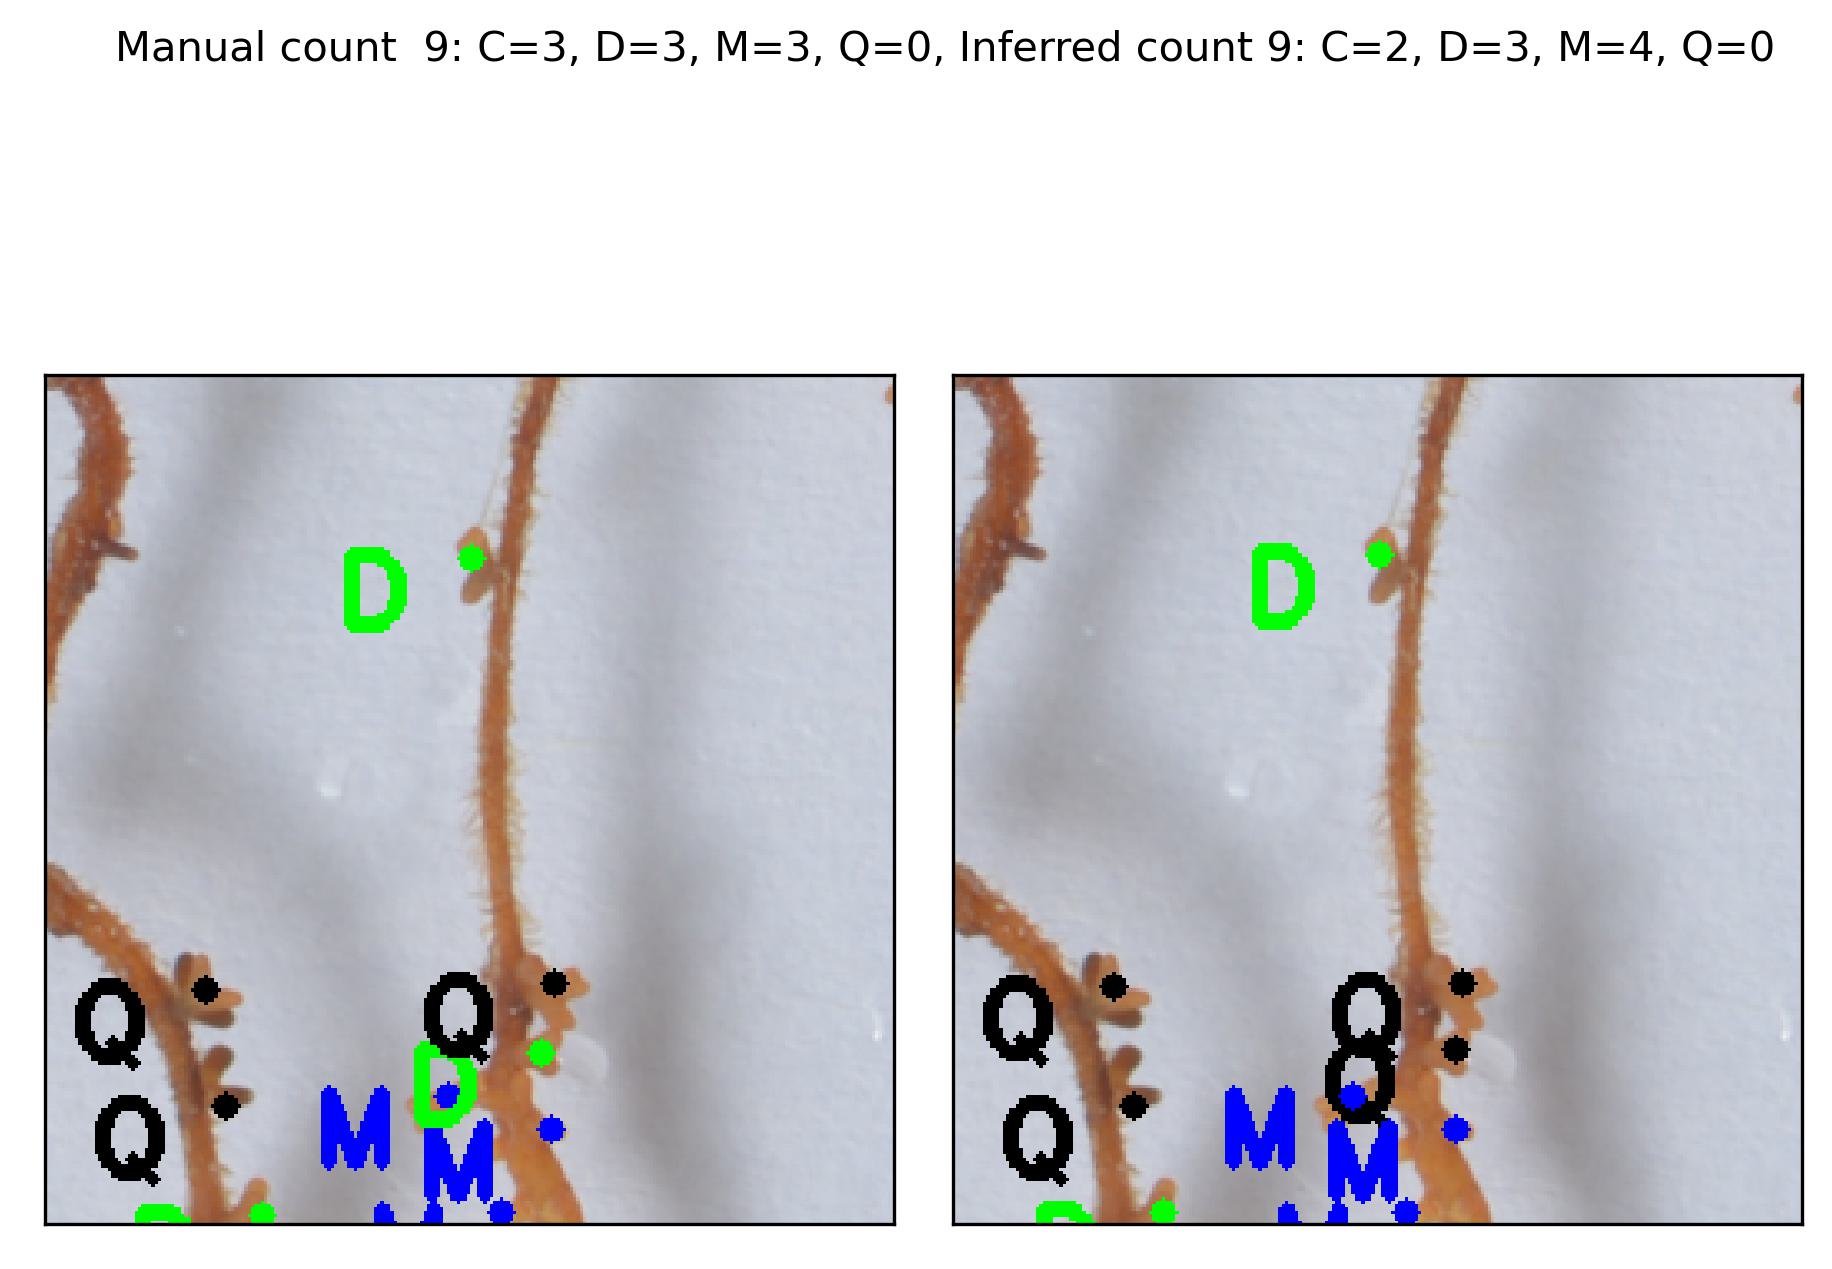 Manual count  9: C=3, D=3, M=3, Q=0, Inferred count 9: C=2, D=3, M=4, Q=0
D D
Q Q Q Q
D Q
M M
Q M Q M